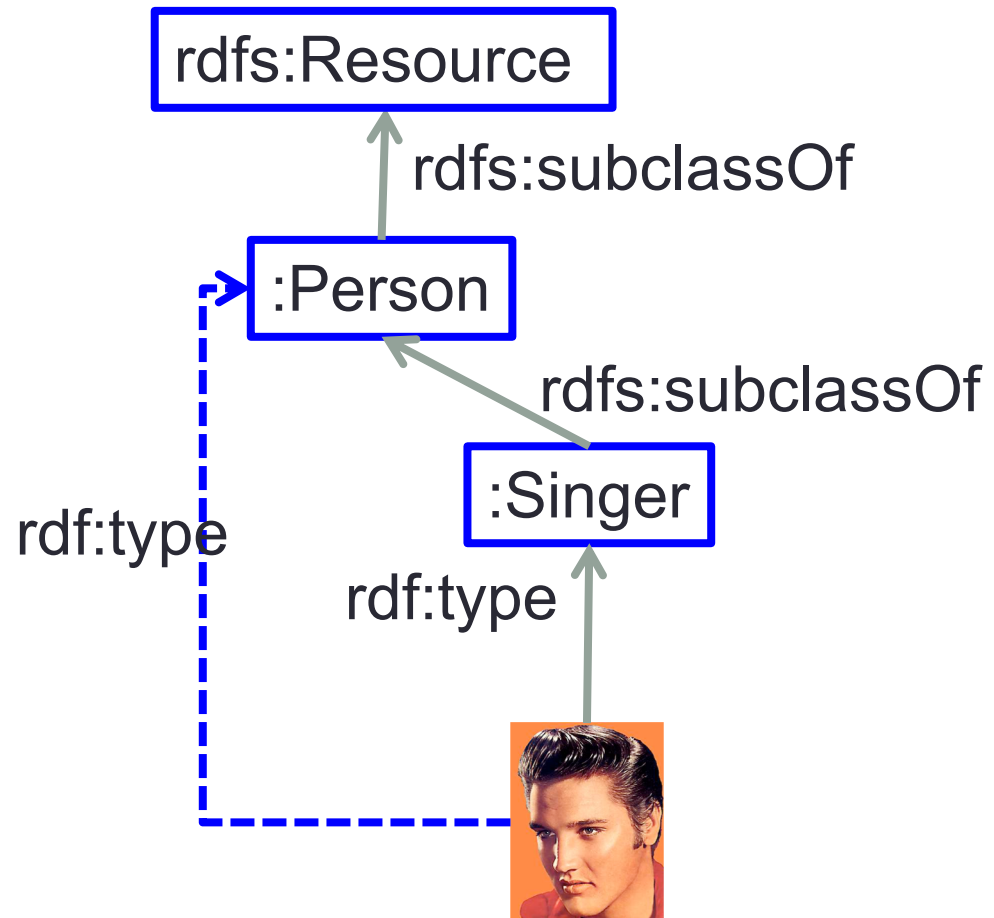 rdfs:Resource
rdfs:subclassOf
:Person
rdfs:subclassOf
:Singer
rdf:type
rdf:type